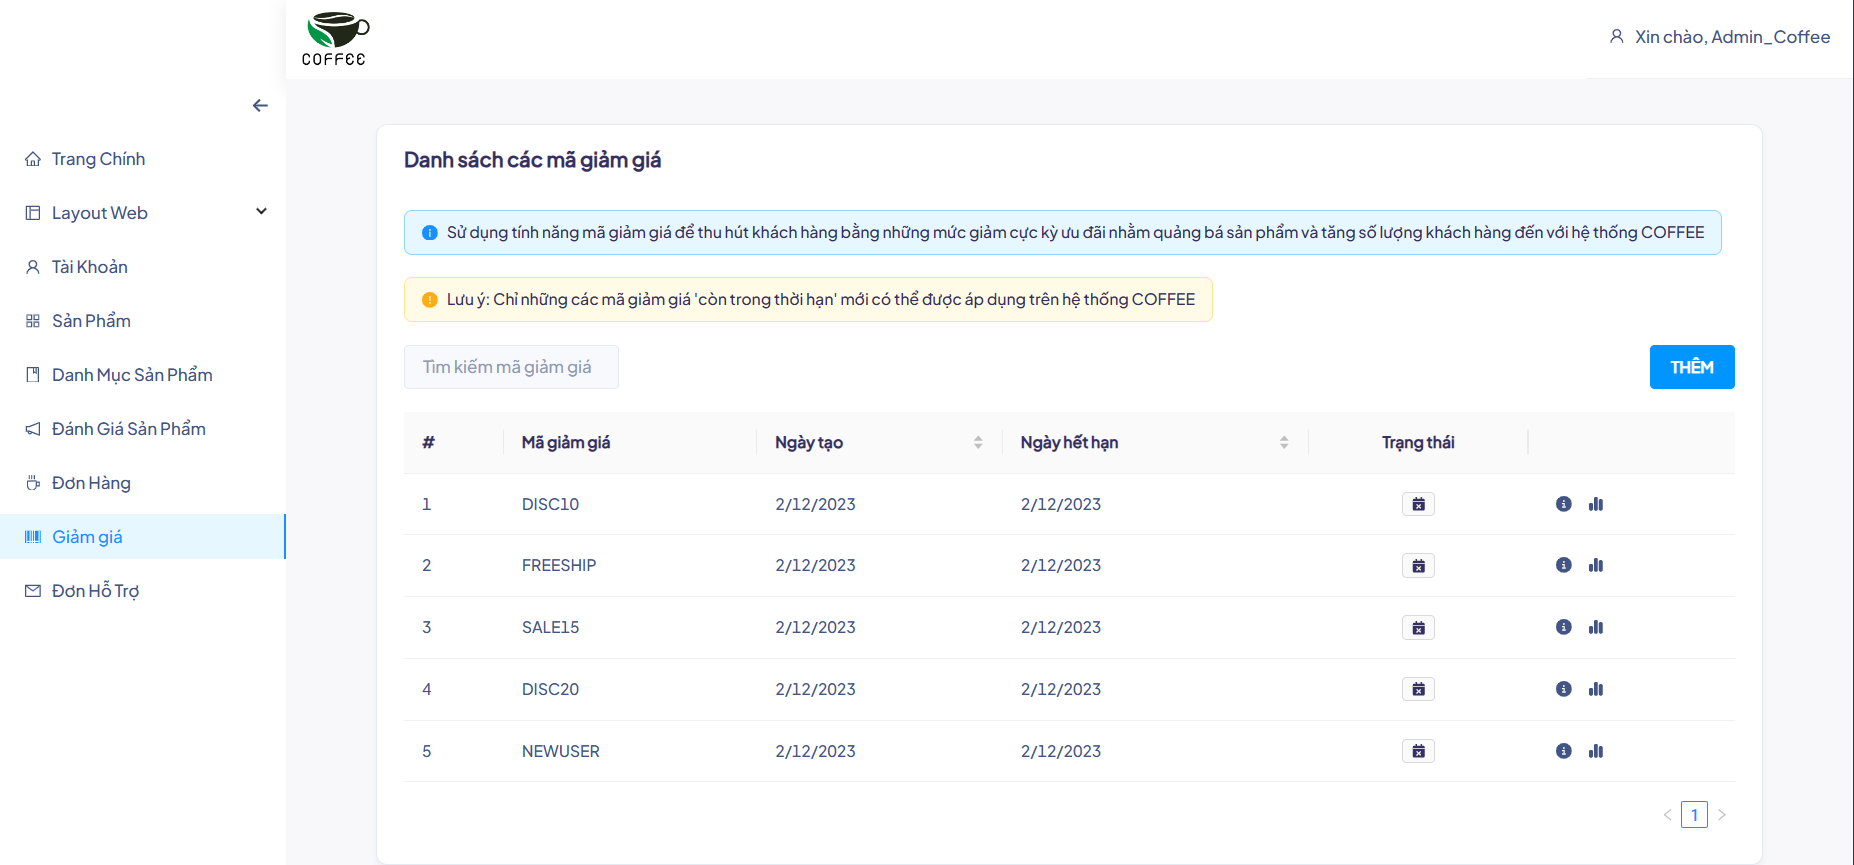 COFFEE
Xin chào, Admin_Coffee
Trang Chính
Layout Web
Tài Khoản
Sản Phẩm
Danh Mục Sản Phẩm
Đánh Giá Sản Phẩm
Đơn Hàng
Giảm giá
Đơn Hỗ Trợ
Danh sách các mã giảm giá
Sử dụng tính năng mã giảm giá để thu hút khách hàng bằng những mức giảm cực kỳ ưu đãi nhằm quảng bá sản phẩm và tăng số lượng khách hàng đến với hệ thống COFFEE
Lưu ý: Chỉ những các mã giảm giá 'còn trong thời hạn' mới có thể được áp dụng trên hệ thống COFFEE
Tìm kiếm mã giảm giá
THÊM
# Mã giảm giá Ngày tạo Ngày hết hạn Trạng thái
1 DISC10 2/12/2023 2/12/2023
2 FREESHIP 2/12/2023 2/12/2023
3 SALE15 2/12/2023 2/12/2023
4 DISC20 2/12/2023 2/12/2023
5 NEWUSER 2/12/2023 2/12/2023
< 1 >